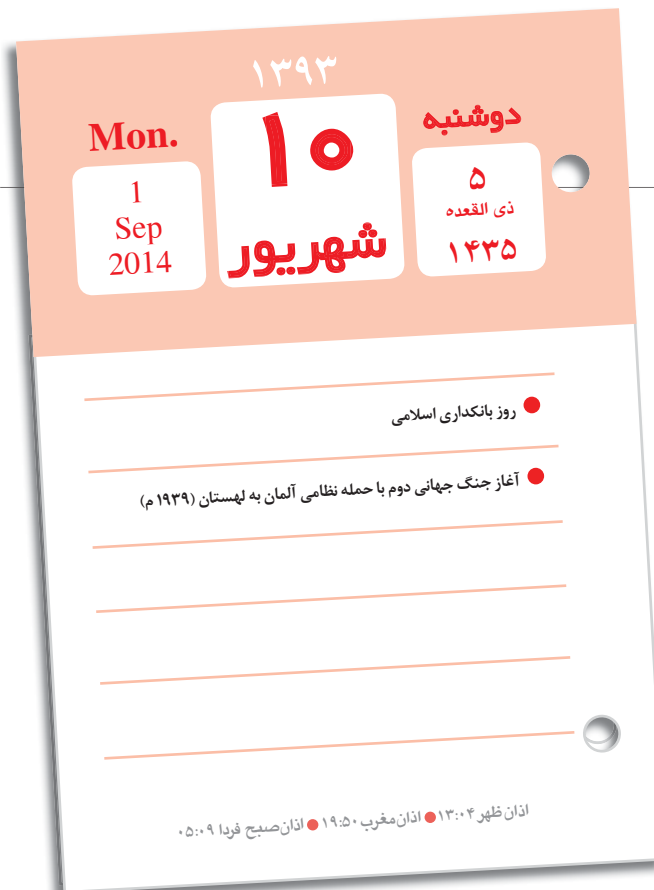 ۱۳۹۳
دوشنبه
۱۰
Mon.
۵
ذی القعده
۱۴۳۵
شهریور
1
Sep
2014
روز بانکداری اسلامی
آغاز جنگ جهانی دوم با حمله نظامی آلمان به لهستان (۱۹۳۹ م)
اذان ظهر ۱۳:۰۴ ● اذان مغرب ۱۹:۵۰ ● اذان صبح فردا ۰۵:۰۹